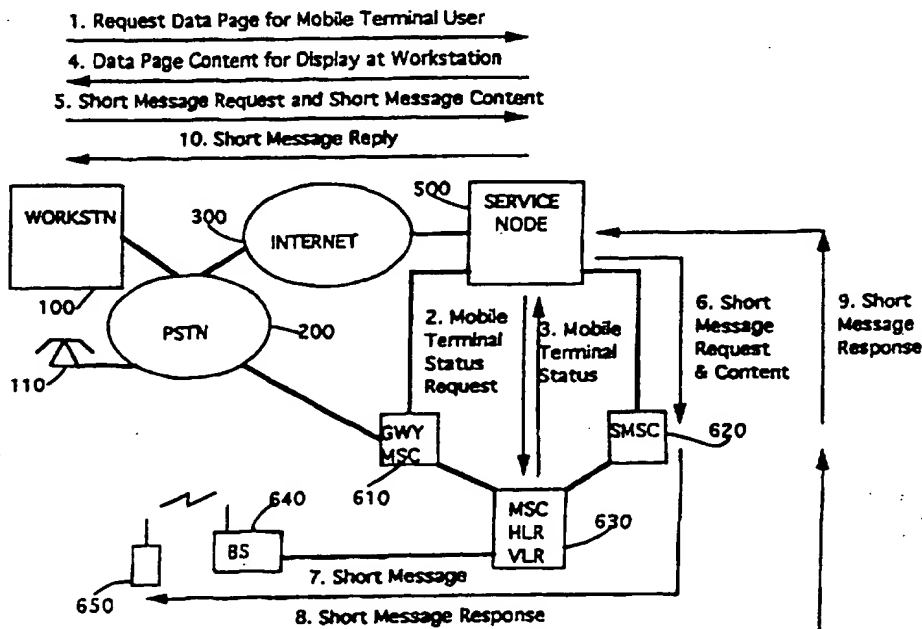 1. Request Data Page for Mobile Terminal User
4. Data Page Content for Display at Workstation
5. Short Message Request and Short Message Content
10. Short Message Reply
500
SERVICE
NODE
WORKSTN
300
INTERNET
100
PSTN
200
110
2. Mobile
Terminal
Status
Request
3. Mobile
Terminal
Status
6. Short
Message
Request
& Content
9. Short
Message
Response
GWY
MSC
610
SMSC
620
640
BS
650
MSC
HLR
VLR
630
7. Short Message
8. Short Message Response